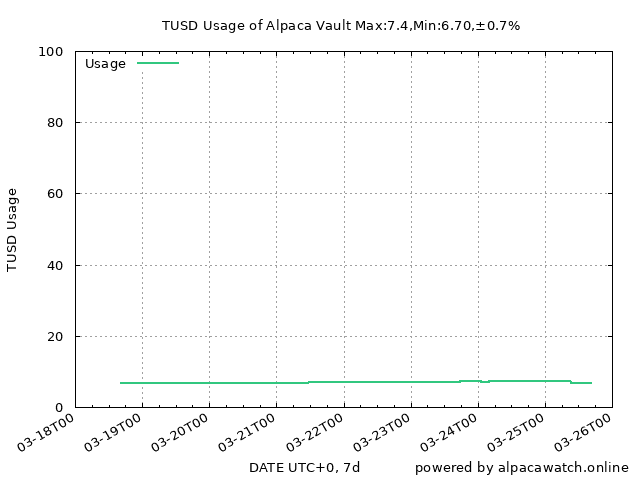 TUSD Usage of Alpaca Vault Max:7.4,Min:6.70,±0.7%
Usage
TUSD Usage
100
80
60
40
20
0
03-18T00
03-19T00
03-20T00
03-21T00
03-22T00
03-23T00
03-24T00
03-25T00
03-26T00
DATE UTC+0, 7d
powered by alpacawatch.online